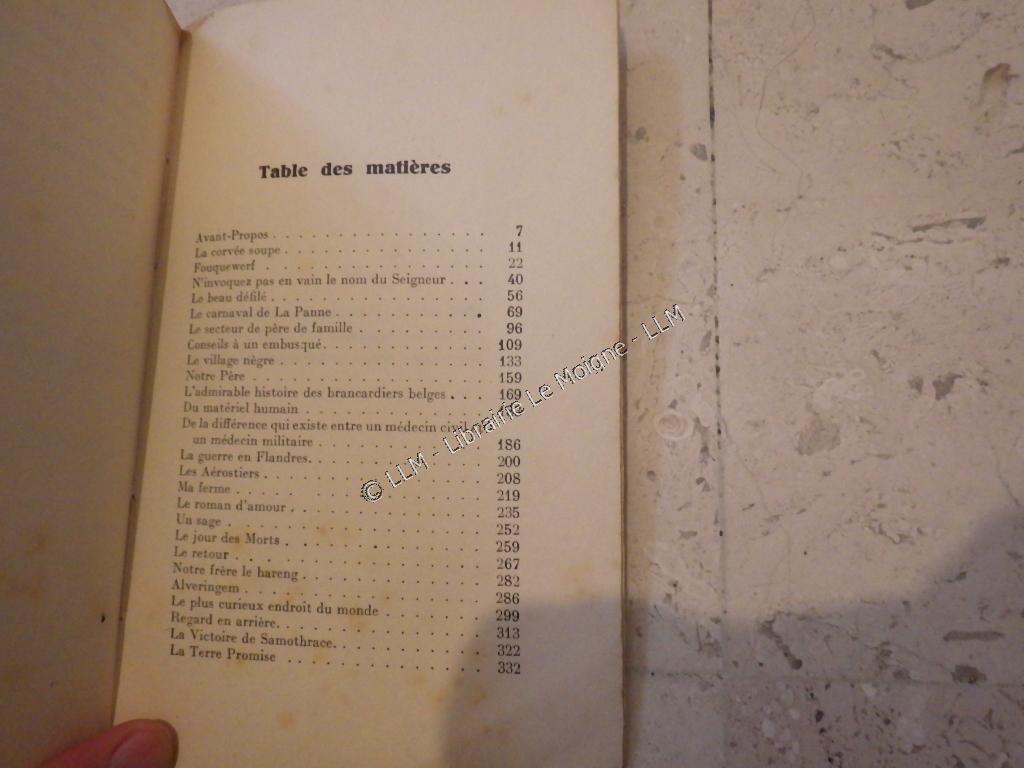 Table des matières
Avant-Propos . . . . . . . . . . . . . . . . . 7
La corvée soupe . . . . . . . . . . . . . . . . 11
Fouquewerf . . . . . . . . . . . . . . . . . 22
N'invoquez pas en vain le nom du Seigneur . . . 40
Le beau défilé . . . . . . . . . . . . . . . . 56
Le carnaval de La Panne . . . . . . . . . . . . 69
Le secteur de père de famille . . . . . . . . . . 96
Conseils à un embusqué. . . . . . . . . . . . . 109
Le village nègre . . . . . . . . . . . . . . . . 133
Notre Père . . . . . . . . . . . . . . . . . . 159
L'admirable histoire des brancardiers belges . . . 169
Du matériel humain . . . . . . . . . . . . . .
De la différence qui existe entre un médecin civil
un médecin militaire . . . . . . . . . . . . . 186
La guerre en Flandres. . . . . . . . . . . . . . 200
Les Aérostiers . . . . . . . . . . . . . . . . . 208
Ma ferme . . . . . . . . . . . . . . . . . . . 219
Le roman d'amour . . . . . . . . . . . . . . . 235
Un sage . . . . . . . . . . . . . . . . . . . . 252
Le jour des Morts . . . . . . . . . . . . . . . 259
Le retour . . . . . . . . . . . . . . . . . . . 267
Notre frère le hareng . . . . . . . . . . . . . . 282
Alveringem . . . . . . . . . . . . . . . . . . 286
Le plus curieux endroit du monde . . . . . . . . 299
Regard en arrière. . . . . . . . . . . . . . . . 313
La Victoire de Samothrace. . . . . . . . . . . . 322
La Terre Promise . . . . . . . . . . . . . . . 332
© LLM - Librairie Le Moigne - LLM